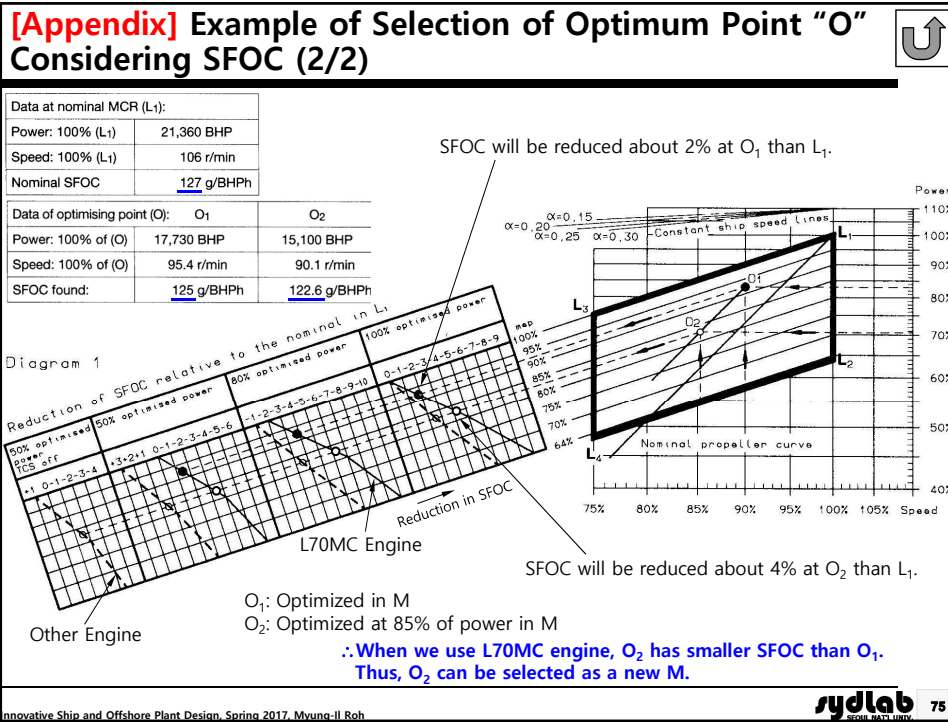 [Appendix] Example of Selection of Optimum Point “O”
Considering SFOC (2/2)
Data at nominal MCR (L1):
Power: 100% (L1) 21,360 BHP
Speed: 100% (L1) 106 r/min
Nominal SFOC 127 g/BHPh
Data of optimising point (O): O1 O2
Power: 100% of (O) 17,730 BHP 15,100 BHP
Speed: 100% of (O) 95.4 r/min 90.1 r/min
SFOC found: 125 g/BHPh 122.6 g/BHPh
SFOC will be reduced about 2% at O1 than L1.
Power
110%
100%
90%
80%
70%
60%
50%
40%
α=0,15
α=0,20
α=0,25 α=0,30
Constant ship speed lines
L1
L2
L3
L4
O1
O2
Nominal propeller curve
75% 80% 85% 90% 95% 100% 105% Speed
mep
100%
95%
90%
85%
80%
75%
70%
64%
Diagram 1
Reduction of SFOC relative to the nominal in L1
50% optimised power TCS off
50% optimised power
80% optimised power
100% optimised power
+1 0-1-2-3-4
+3+2+1 0-1-2-3-4-5-6
-1-2-3-4-5-6-7-8-9-10
0-1-2-3-4-5-6-7-8-9
Reduction in SFOC
L70MC Engine
Other Engine
SFOC will be reduced about 4% at O2 than L1.
O1: Optimized in M
O2: Optimized at 85% of power in M
∴When we use L70MC engine, O2 has smaller SFOC than O1.
Thus, O2 can be selected as a new M.
Innovative Ship and Offshore Plant Design, Spring 2017, Myung-Il Roh
sydlab
SEOUL NAT'L UNIV.
75